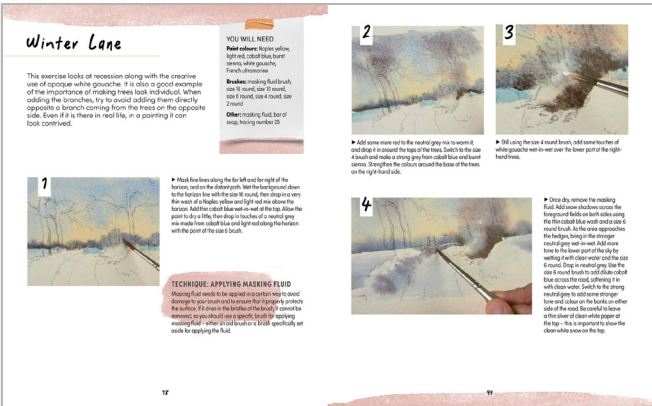 Winter Lane
This exercise looks at recession along with the creative
use of opaque white gouache. It is also a good example
of the importance of making trees look individual. When
adding the branches, try to avoid adding them directly
opposite a branch coming from the trees on the opposite
side. Even if it is there in real life, in a painting it can
look contrived.
YOU WILL NEED
Paint colours: Naples yellow,
light red, cobalt blue, burnt
sienna, white gouache,
French ultramarine
Brushes: masking fluid brush,
size 16 round, size 10 round,
size 6 round, size 4 round, size
2 round
Other: masking fluid, bar of
soap, tracing number 25
1
► Mask fine lines along the far left and far right of the
horizon, and on the distant path. Wet the background down
to the horizon line with the size 16 round, then drop in a very
thin wash of a Naples yellow and light red mix above the
horizon. Add thin cobalt blue wet-in-wet at the top. Allow the
paint to dry a little, then drop in touches of a neutral grey
mix made from cobalt blue and light red along the horizon
with the point of the size 6 brush.
TECHNIQUE: APPLYING MASKING FLUID
Masking fluid needs to be applied in a certain way to avoid
damage to your brush and to ensure that it properly protects
the surface. If it dries in the bristles of the brush, it cannot be
removed, so you should use a specific brush for applying
masking fluid – either an old brush or a brush specifically set
aside for applying the fluid.
98
2
► Add some more red to the neutral grey mix to warm it,
and drop it in around the tops of the trees. Switch to the size
4 brush and make a strong grey from cobalt blue and burnt
sienna. Strengthen the colours around the base of the trees
on the right-hand side.
3
► Still using the size 4 round brush, add some touches of
white gouache wet-in-wet over the lower part of the right-
hand trees.
4
► Once dry, remove the masking
fluid. Add snow shadows across the
foreground fields on both sides using
the thin cobalt blue wash and a size 6
round brush. As the area approaches
the hedges, bring in the stronger
neutral grey wet-in-wet. Add more
tone to the lower part of the sky by
wetting it with clean water and the size
6 round. Drop in neutral grey. Use the
size 6 round brush to add dilute cobalt
blue across the road, softening it in
with clean water. Switch to the strong
neutral grey to add some stronger
tone and colour on the banks on either
side of the road. Be careful to leave
a thin sliver of clean white paper at
the top – this is important to show the
clean white snow on the top.
99